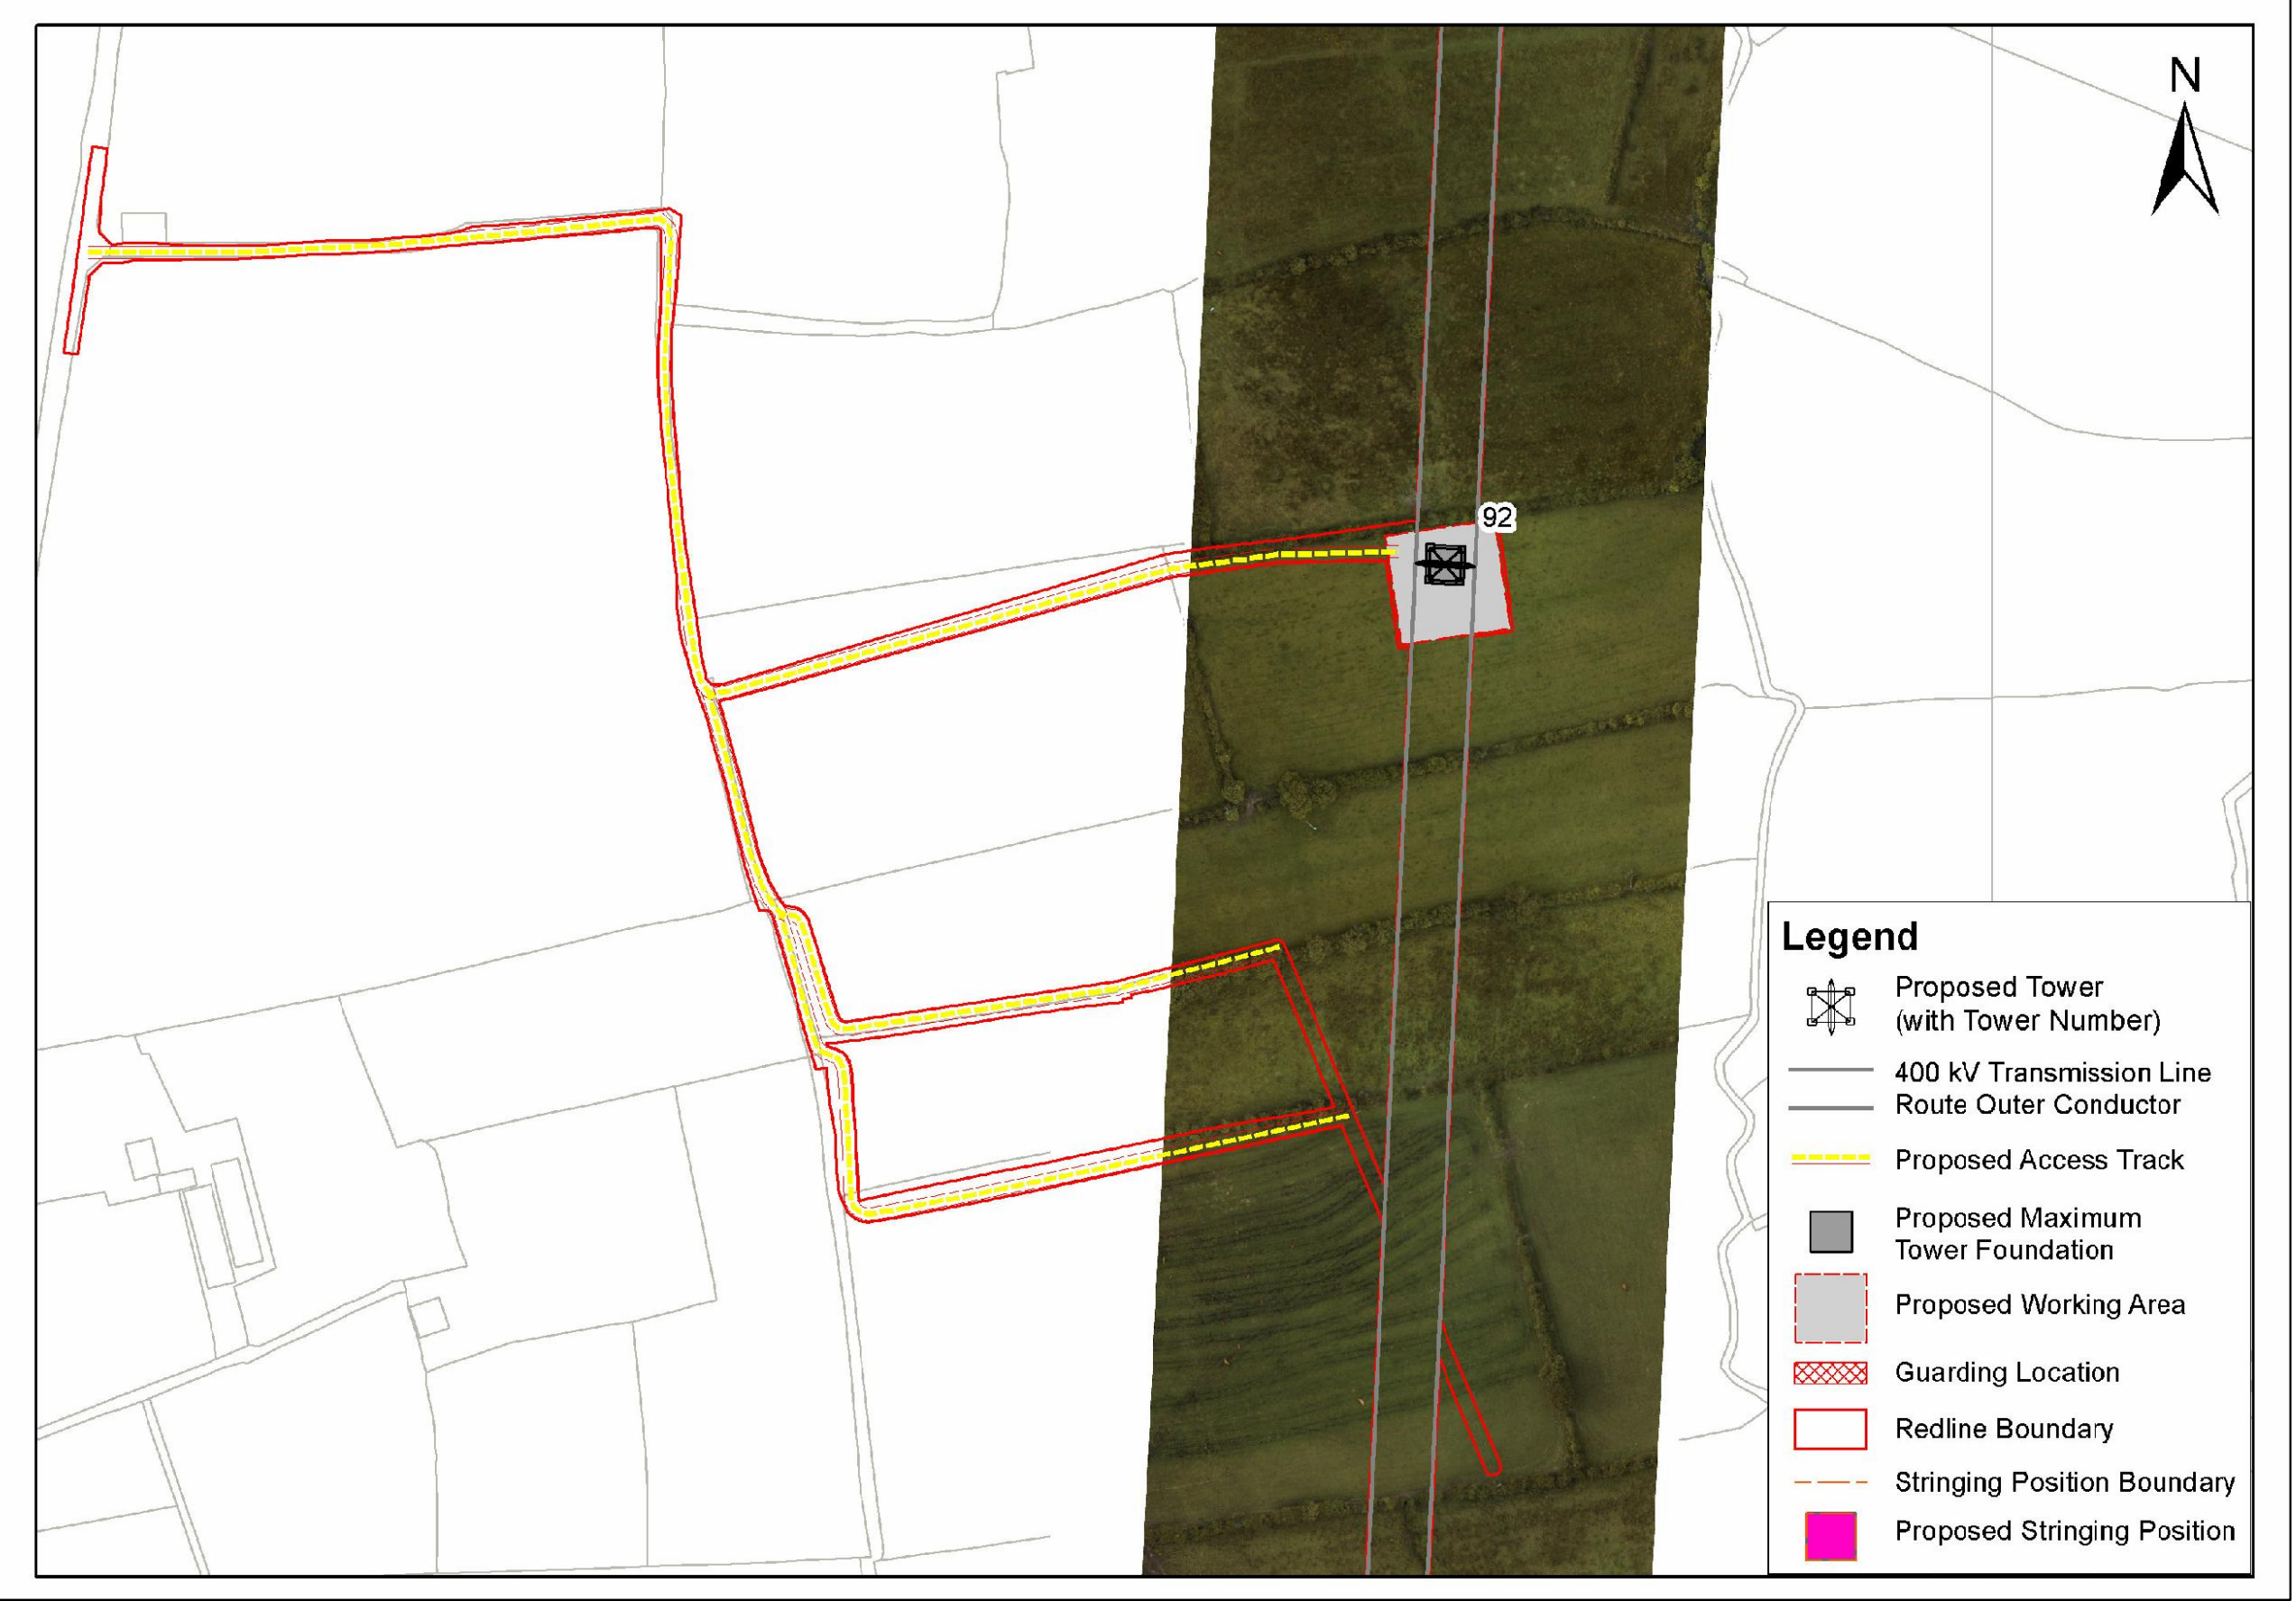 N
92
Legend
Proposed Tower
(with Tower Number)
400 kV Transmission Line
Route Outer Conductor
Proposed Access Track
Proposed Maximum
Tower Foundation
Proposed Working Area
Guarding Location
Redline Boundary
Stringing Position Boundary
Proposed Stringing Position